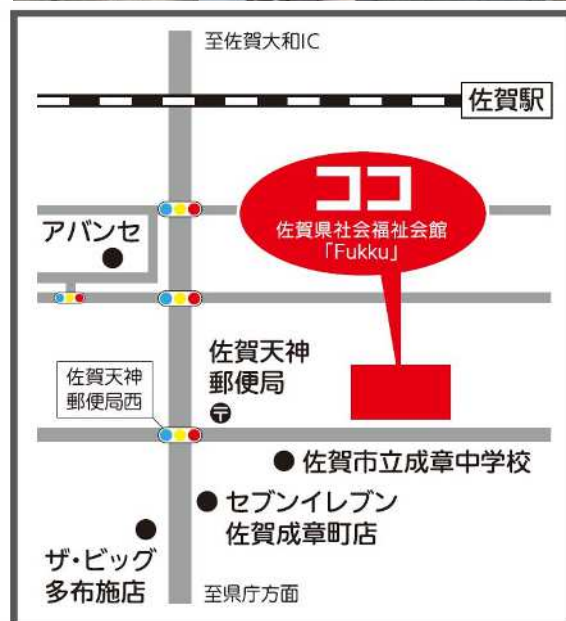 至佐賀大和IC
佐賀駅
ココ
佐賀県社会福祉会館
「Fukku」
アバンセ
佐賀天神
郵便局
〒
佐賀天神
郵便局西
佐賀市立成章中学校
セブンイレブン
佐賀成章町店
ザ・ビッグ
多布施店
至県庁方面